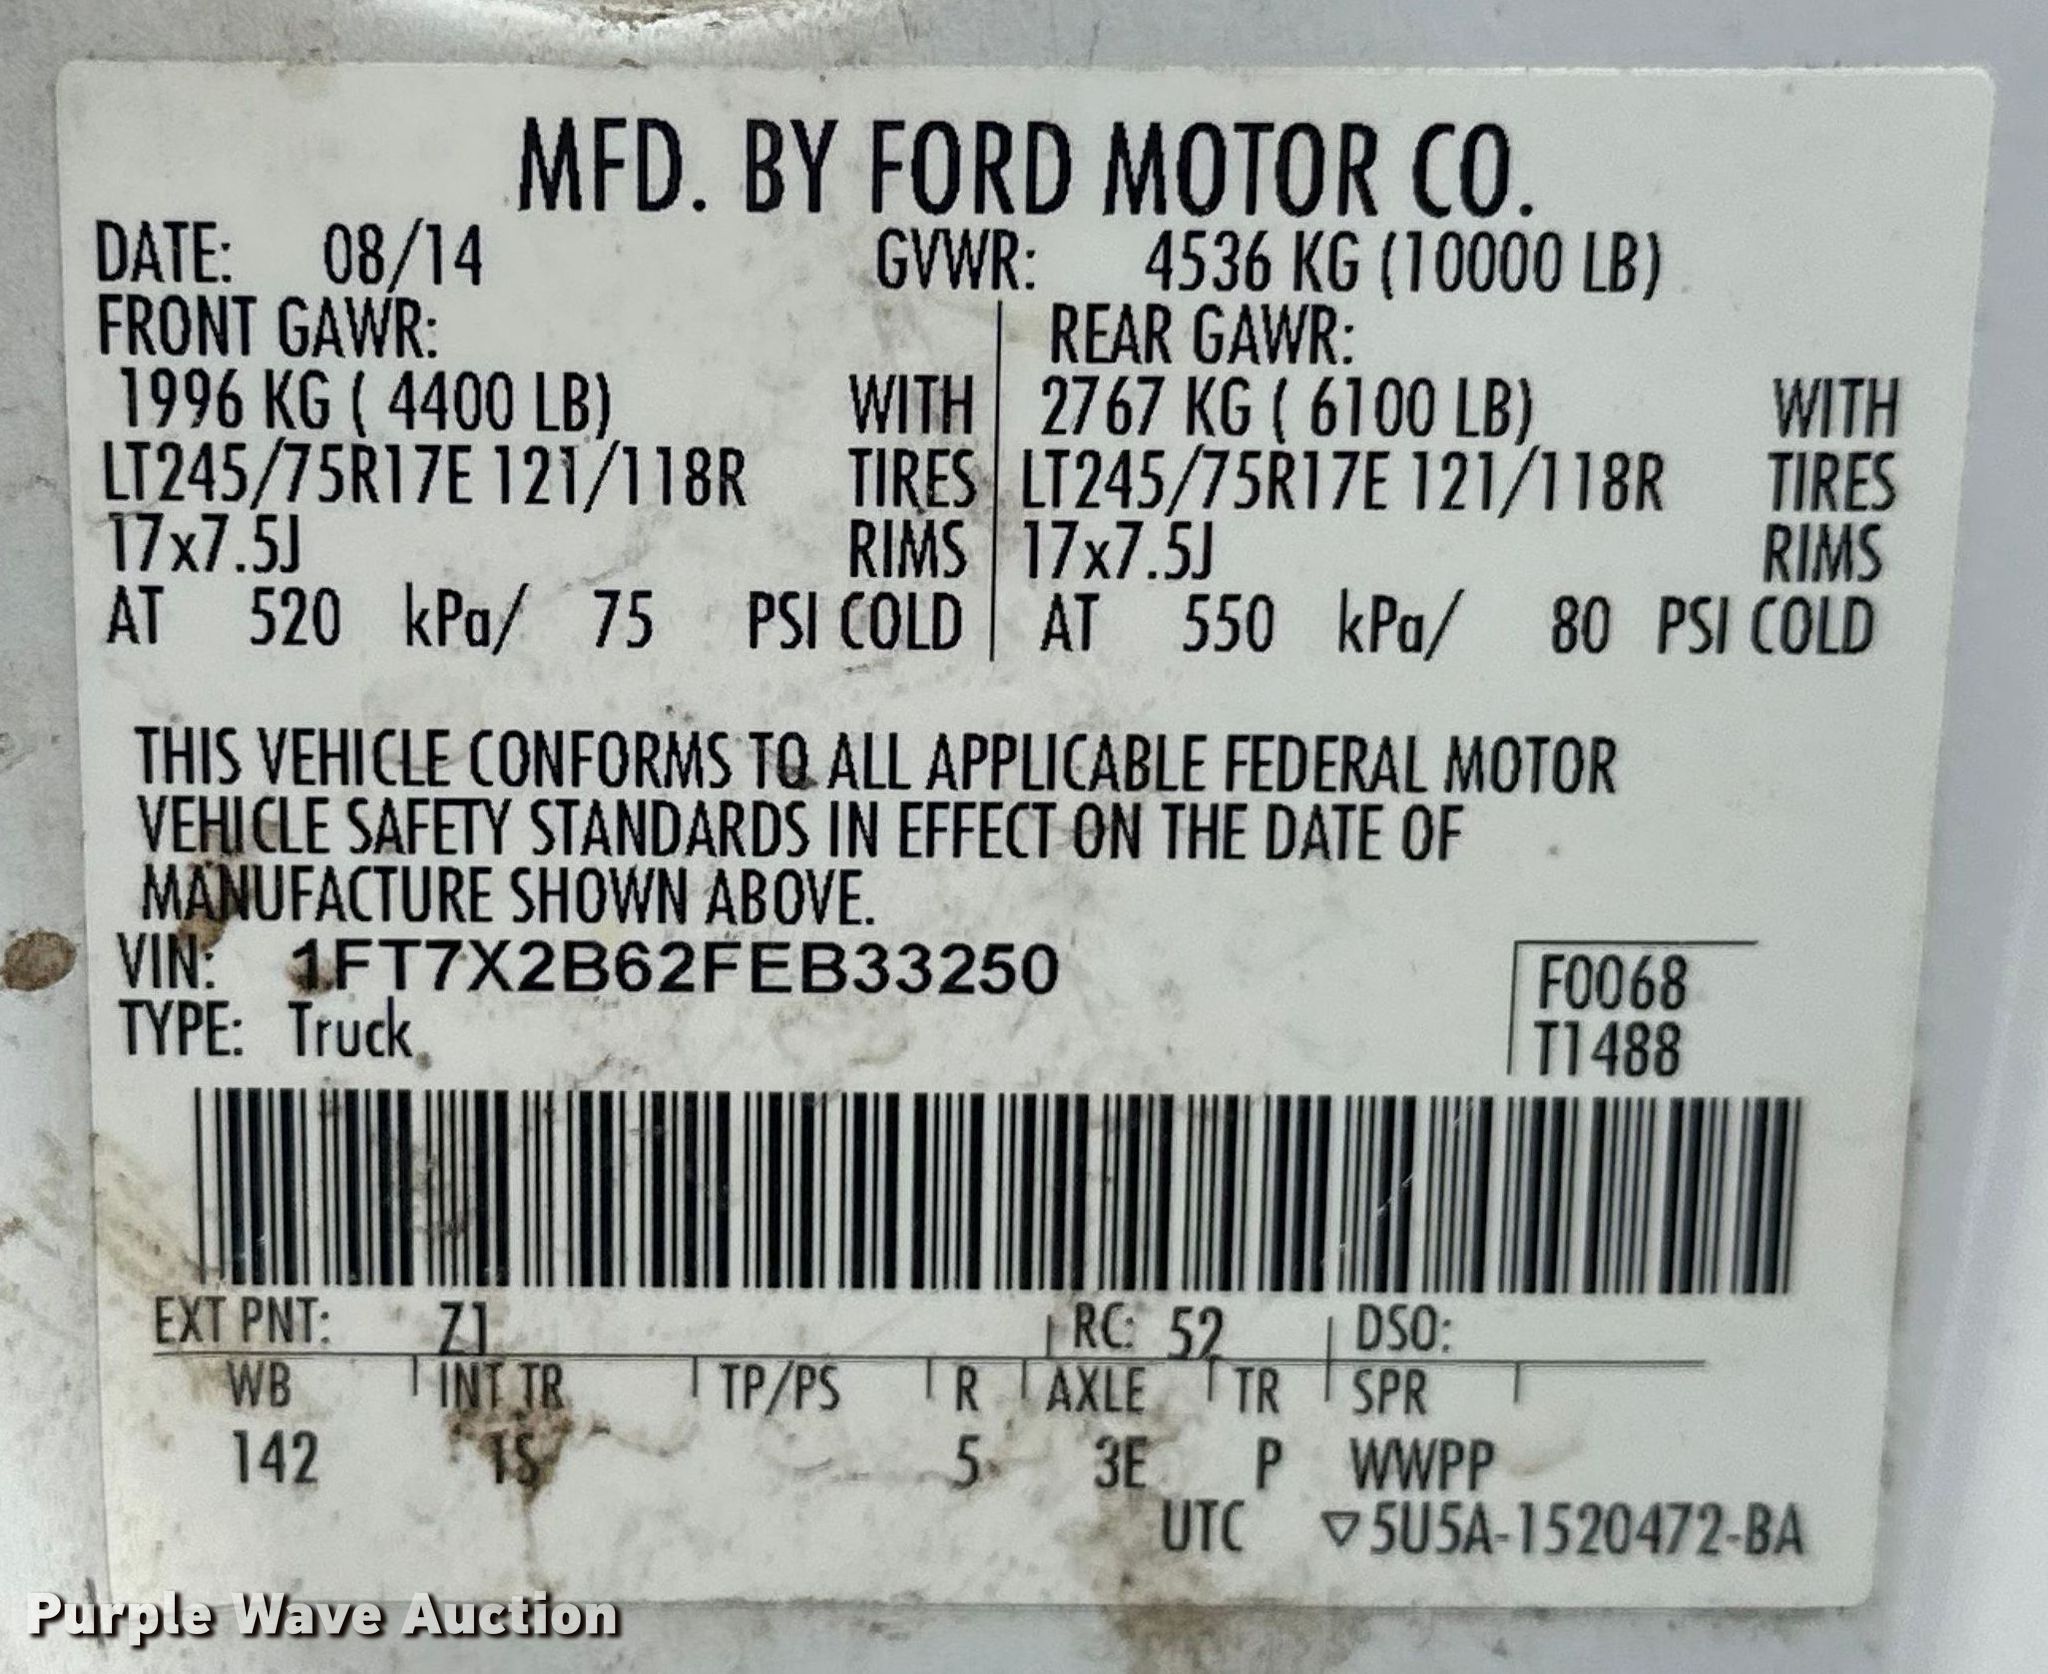 MFD. BY FORD MOTOR CO.
DATE: 08/14 GVWR: 4536 KG (10000 LB)
FRONT GAWR: REAR GAWR:
1996 KG ( 4400 LB) WITH 2767 KG ( 6100 LB) WITH
LT245/75R17E 121/118R TIRES LT245/75R17E 121/118R TIRES
17x7.5J RIMS 17x7.5J RIMS
AT 520 kPa/ 75 PSI COLD AT 550 kPa/ 80 PSI COLD
THIS VEHICLE CONFORMS TO ALL APPLICABLE FEDERAL MOTOR
VEHICLE SAFETY STANDARDS IN EFFECT ON THE DATE OF
MANUFACTURE SHOWN ABOVE.
VIN: 1FT7X2B62FEB33250
TYPE: Truck
F0068
T1488
EXT PNT: Z1 RC: 52 DSO:
WB INT TR TP/PS R AXLE TR SPR
142 1S 5 3E P WWPP
UTC ▽5U5A-1520472-BA
Purple Wave Auction